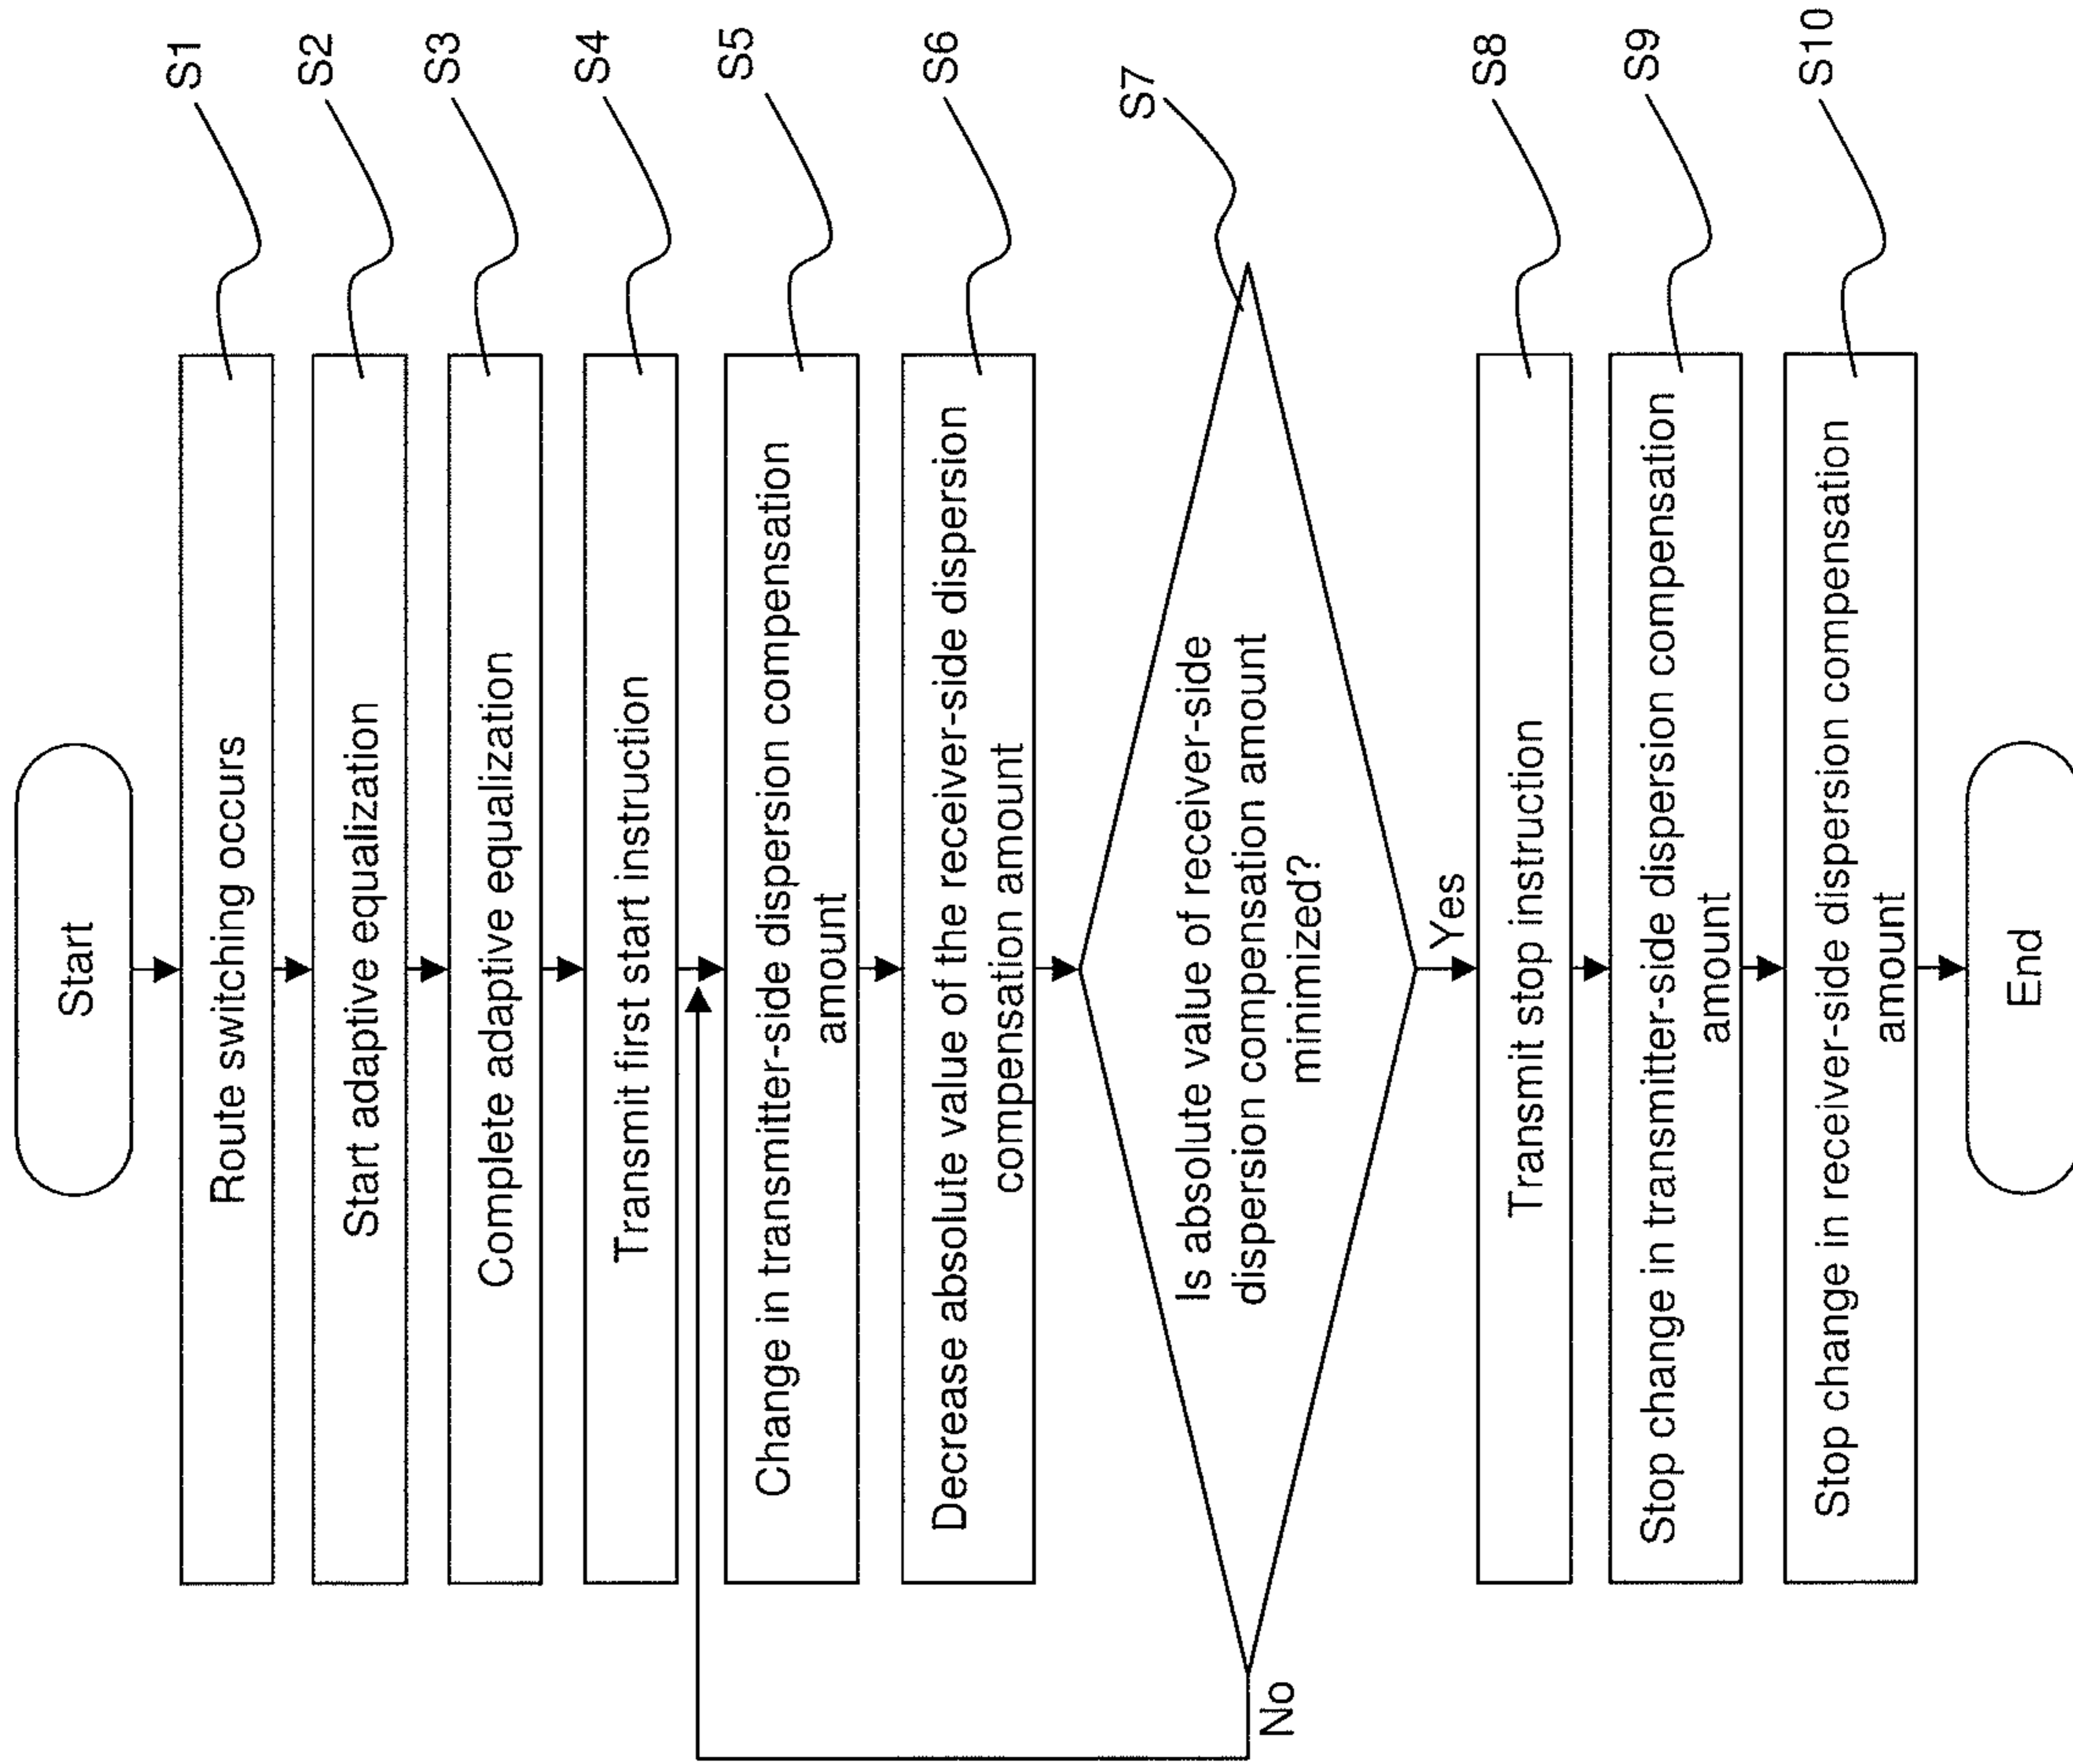 Start
S1
Route switching occurs
S2
Start adaptive equalization
S3
Complete adaptive equalization
S4
Transmit first start instruction
S5
Change in transmitter-side dispersion compensation
amount
S6
Decrease absolute value of the receiver-side dispersion
compensation amount
S7
Is absolute value of receiver-side
dispersion compensation amount
minimized?
No
Yes
S8
Transmit stop instruction
S9
Stop change in transmitter-side dispersion compensation
amount
S10
Stop change in receiver-side dispersion compensation
amount
End